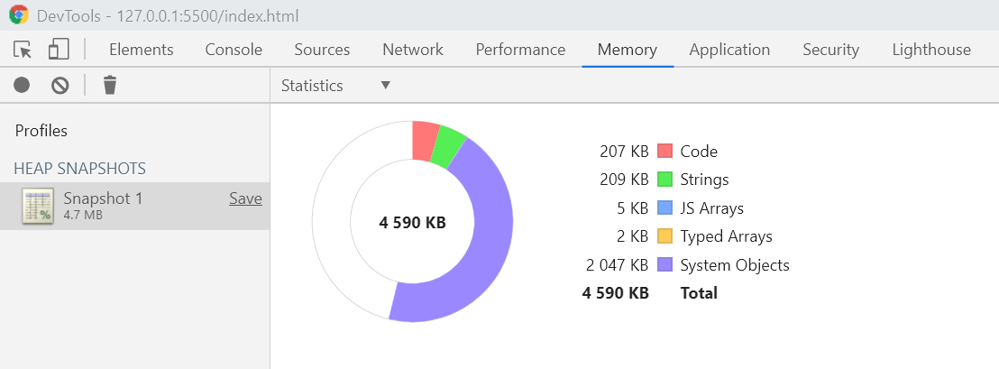 DevTools - 127.0.0.1:5500/index.html
Elements Console Sources Network Performance Memory Application Security Lighthouse
Statistics
Profiles
HEAP SNAPSHOTS
Snapshot 1 Save
4.7 MB
4 590 KB
207 KB Code
209 KB Strings
5 KB JS Arrays
2 KB Typed Arrays
2 047 KB System Objects
4 590 KB Total